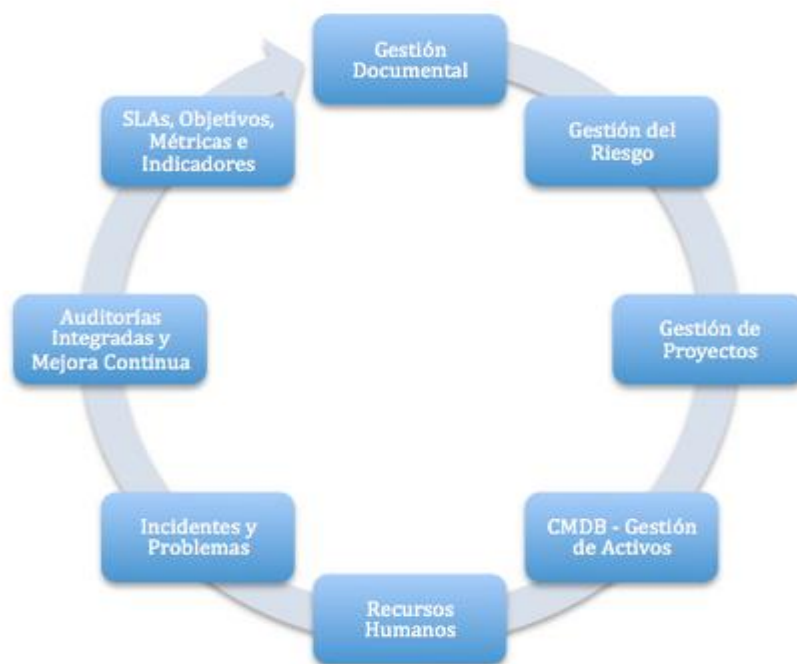 Gestión
Documental
Gestión del
Riesgo
Gestión de
Proyectos
CMDB - Gestión
de Activos
Recursos
Humanos
Incidentes y
Problemas
Auditorías
Integradas y
Mejora Continua
SLAs, Objetivos,
Métricas e
Indicadores